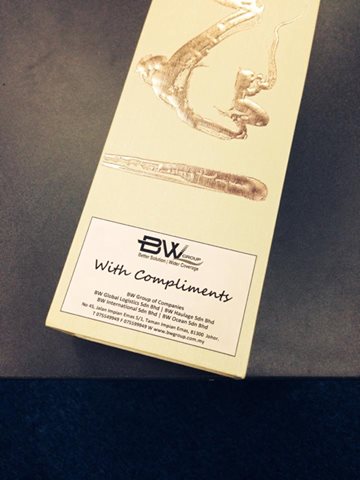 BW GROUP
Better Solution | Wider Coverage
With Compliments
BW Group of Companies
BW Global Logistics Sdn Bhd | BW Haulage Sdn Bhd
BW International Sdn Bhd | BW Ocean Sdn Bhd
No 45, Jalan Impian Emas 5/1, Taman Impian Emas, 81300 Johor.
T 075149949 F 075599949 W www.bwgroup.com.my